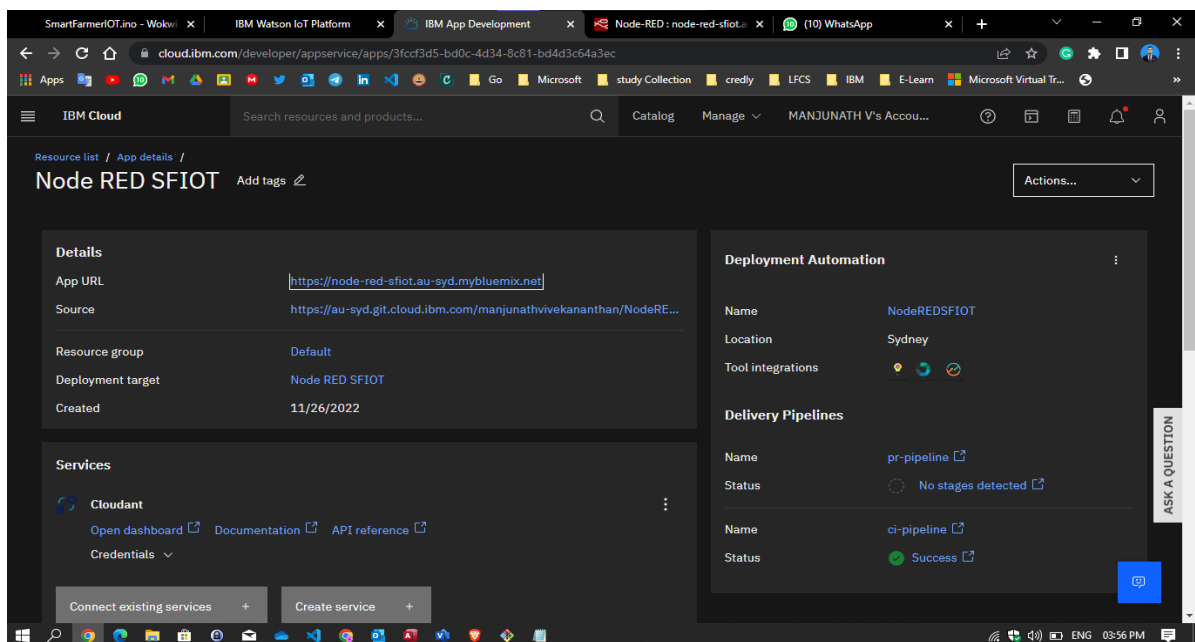 SmartFarmerIOT.ino - Wokwi
IBM Watson IoT Platform
IBM App Development
Node-RED : node-red-sfiot.a
(10) WhatsApp
cloud.ibm.com/developer/appservice/apps/3fccf3d5-bd0c-4d34-8c81-bd4d3c64a3ec
Apps 10 Go Microsoft study Collection credly LFCS IBM E-Learn Microsoft Virtual Tr...
IBM Cloud Search resources and products... Catalog Manage MANJUNATH V's Accou...
Resource list / App details /
Node RED SFIOT Add tags
Actions...
Details
App URL https://node-red-sfiot.au-syd.mybluemix.net
Source https://au-syd.git.cloud.ibm.com/manjunathvivekananthan/NodeRE...
Resource group Default
Deployment target Node RED SFIOT
Created 11/26/2022
Services
Cloudant
Open dashboard Documentation API reference
Credentials
Connect existing services +
Create service +
Deployment Automation
Name NodeREDSFIOT
Location Sydney
Tool integrations
Delivery Pipelines
Name pr-pipeline
Status No stages detected
Name ci-pipeline
Status Success
ASK A QUESTION
ENG 03:56 PM